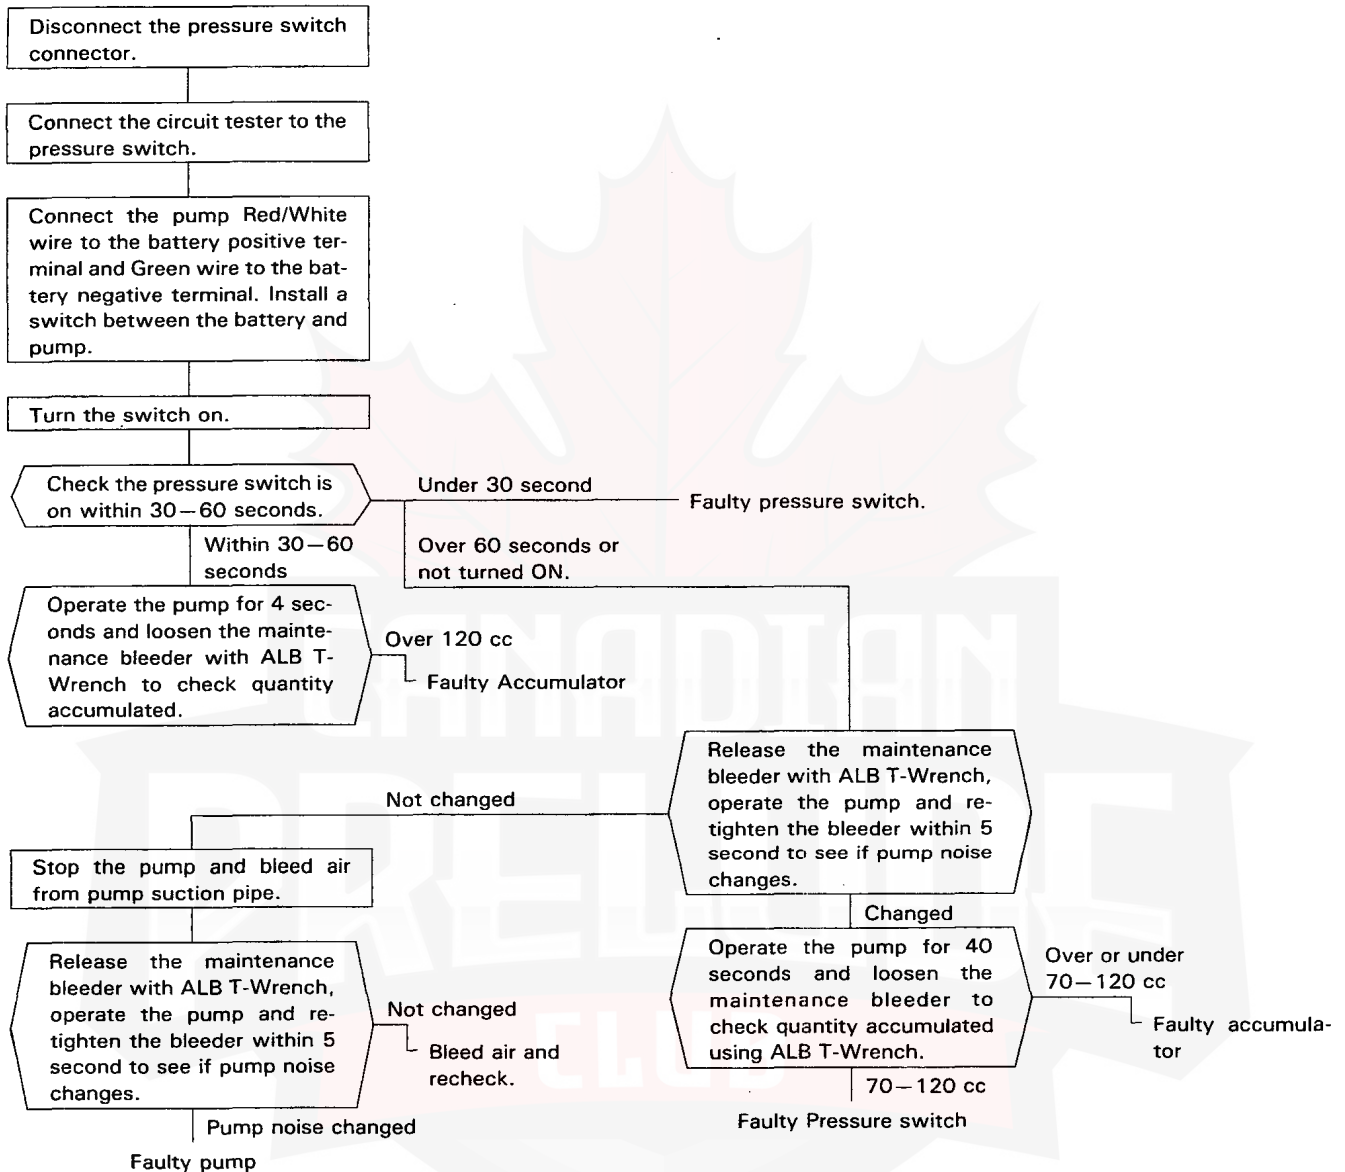 Disconnect the pressure switch
connector.
Connect the circuit tester to the
pressure switch.
Connect the pump Red/White
wire to the battery positive ter-
minal and Green wire to the bat-
tery negative terminal. Install a
switch between the battery and
pump.
Turn the switch on.
Check the pressure switch is
on within 30–60 seconds.
Under 30 second
Faulty pressure switch.
Within 30–60
seconds
Over 60 seconds or
not turned ON.
Operate the pump for 4 sec-
onds and loosen the mainte-
nance bleeder with ALB T-
Wrench to check quantity
accumulated.
Over 120 cc
Faulty Accumulator
Release the maintenance
bleeder with ALB T-Wrench,
operate the pump and re-
tighten the bleeder within 5
second to see if pump noise
changes.
Not changed
Stop the pump and bleed air
from pump suction pipe.
Changed
Release the maintenance
bleeder with ALB T-Wrench,
operate the pump and re-
tighten the bleeder within 5
second to see if pump noise
changes.
Not changed
Bleed air and
recheck.
Pump noise changed
Faulty pump
Operate the pump for 40
seconds and loosen the
maintenance bleeder to
check quantity accumulated
using ALB T-Wrench.
Over or under
70–120 cc
Faulty accumula-
tor
70–120 cc
Faulty Pressure switch
CANADIAN
PRELUDE
CLUB